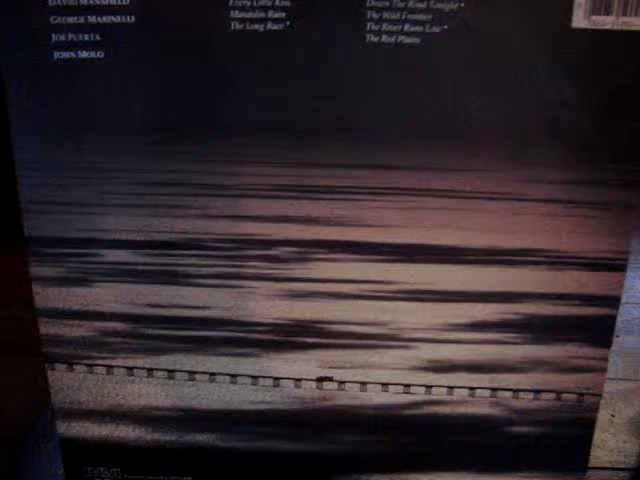 DAVID MANSFIELD
GEORGE MARINELLI
JOE PUERTA
JOHN MOLO
Every Little Kiss
Mandolin Rain
The Long Race *
Down The Road Tonight *
The Wild Frontier
The River Runs Low *
The Red Plains